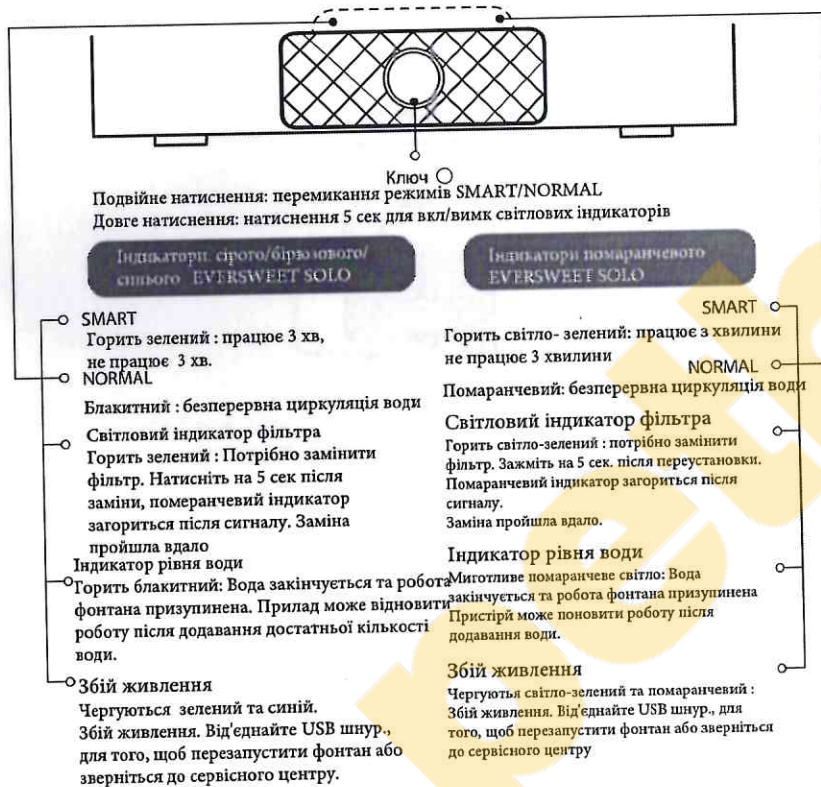 Ключ
Подвійне натиснення: перемикання режимів SMART/NORMAL
Довге натиснення: натиснення 5 сек для вкл/вимк світлових індикаторів
Індикатори сірого/бірюзового/
синього EVERSWEET SOLO
SMART
Горить зелений : працює 3 хв,
не працює 3 хв.
NORMAL
Блакитний : безперервна циркуляція води
Світловий індикатор фільтра
Горить зелений : Потрібно замінити
фільтр. Натисніть на 5 сек після
заміни, померанчевий індикатор
загориться після сигналу. Заміна
пройшла вдало
Індикатор рівня води
Горить блакитний: Вода закінчується та робота
фонтана призупинена. Прилад може відновити
роботу після додавання достатньої кількості
води.
Збій живлення
Чергуються зелений та синій.
Збій живлення. Від'єднайте USB шнур.,
для того, щоб перезапустити фонтан або
зверніться до сервісного центру.
Індикатори помаранчевого
EVERSWEET SOLO
SMART
Горить світло- зелений: працює з хвилини
не працює 3 хвилини
NORMAL
Помаранчевий: безперервна циркуляція води
Світловий індикатор фільтра
Горить світло-зелений : потрібно замінити
фільтр. Зажміть на 5 сек. після переустановки.
Помаранчевий індикатор загориться після
сигналу.
Заміна пройшла вдало.
Індикатор рівня води
Миготливе помаранчеве світло: Вода
закінчується та робота фонтана призупинена
Пристірй може поновити роботу після
додавання води.
Збій живлення
Чергуютья світло-зелений та помаранчевий :
Збій живлення. Від'єднайте USB шнур., для
того, щоб перезапустити фонтан або зверніться
до сервісного центру